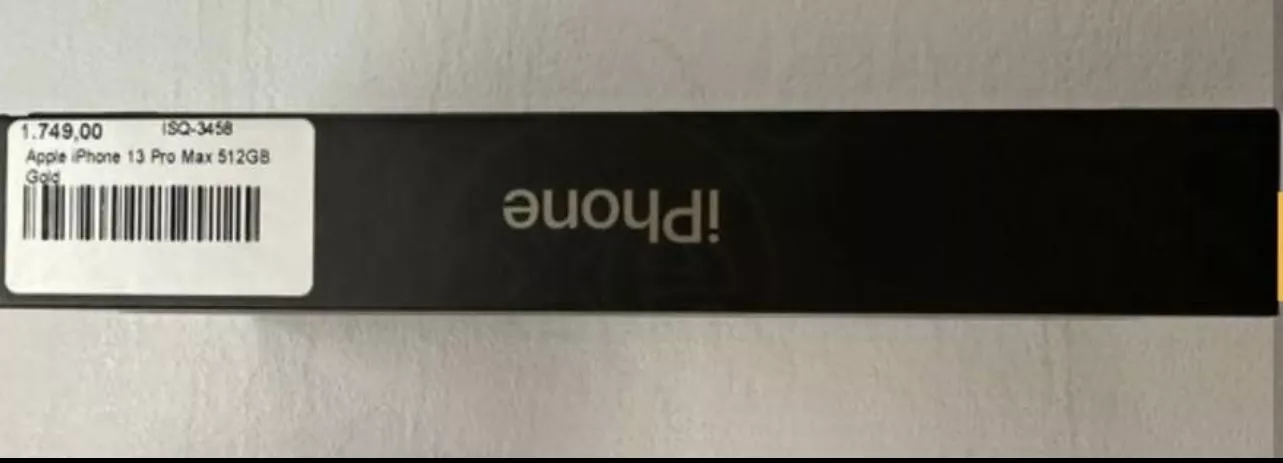 1.749,00 ISQ-3458
Apple iPhone 13 Pro Max 512GB
Gold
iPhone